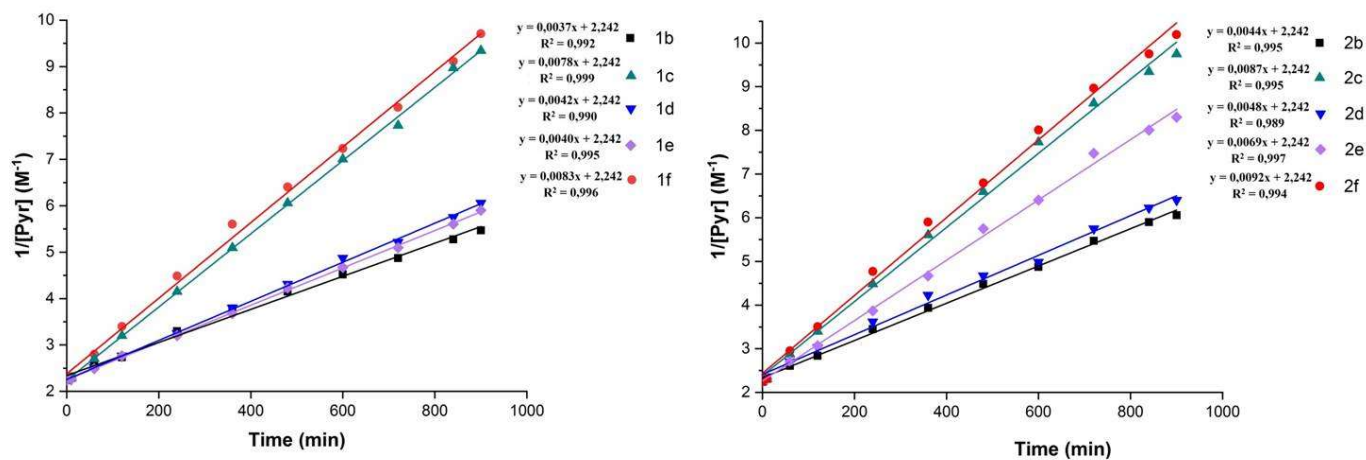 10
9
8
7
6
5
4
3
2
0
200
400
600
800
1000
1/[Pyr] (M⁻¹)
Time (min)
y = 0,0037x + 2,242
R² = 0,992
1b
y = 0,0078x + 2,242
R² = 0,999
1c
y = 0,0042x + 2,242
R² = 0,990
1d
y = 0,0040x + 2,242
R² = 0,995
1e
y = 0,0083x + 2,242
R² = 0,996
1f
10
9
8
7
6
5
4
3
2
0
200
400
600
800
1000
1/[Pyr] (M⁻¹)
Time (min)
y = 0,0044x + 2,242
R² = 0,995
2b
y = 0,0087x + 2,242
R² = 0,995
2c
y = 0,0048x + 2,242
R² = 0,989
2d
y = 0,0069x + 2,242
R² = 0,997
2e
y = 0,0092x + 2,242
R² = 0,994
2f